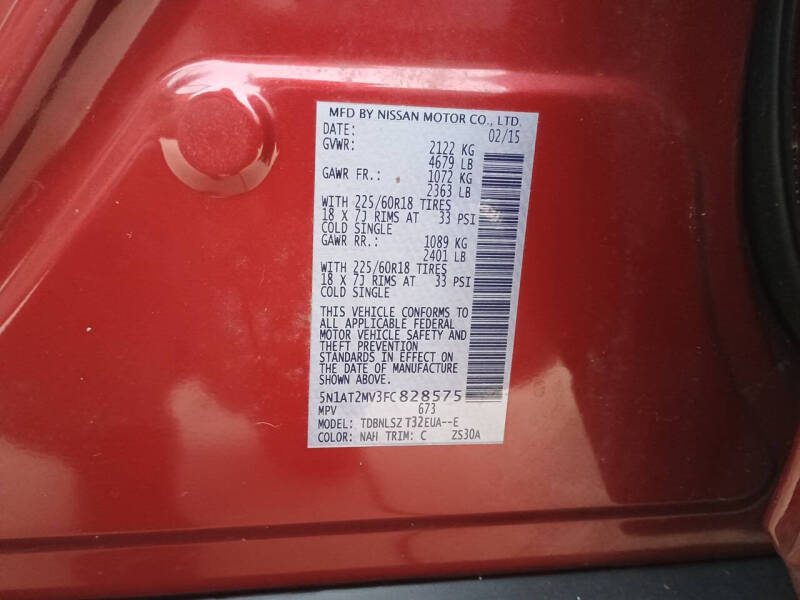 MFD BY NISSAN MOTOR CO., LTD.
DATE: 02/15
GVWR: 2122 KG
4679 LB
GAWR FR.: 1072 KG
2363 LB
WITH 225/60R18 TIRES
18 X 7J RIMS AT 33 PSI
COLD SINGLE
GAWR RR.: 1089 KG
2401 LB
WITH 225/60R18 TIRES
18 X 7J RIMS AT 33 PSI
COLD SINGLE
THIS VEHICLE CONFORMS TO
ALL APPLICABLE FEDERAL
MOTOR VEHICLE SAFETY AND
THEFT PREVENTION
STANDARDS IN EFFECT ON
THE DATE OF MANUFACTURE
SHOWN ABOVE.
5N1AT2MV3FC828575
MPV 673
MODEL: TDBNLSZ T32EUA--E
COLOR: NAH TRIM: C ZS30A